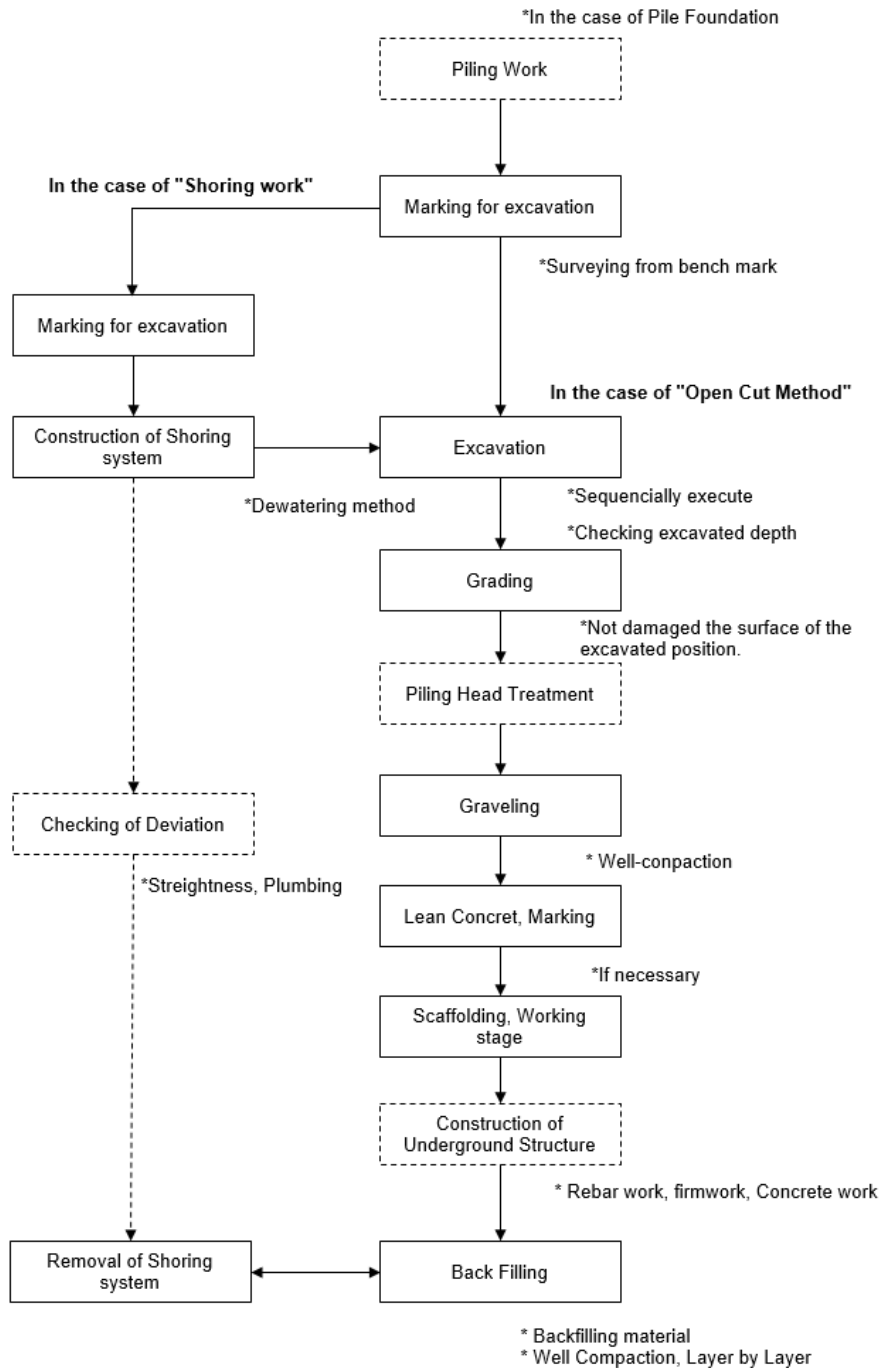 *In the case of Pile Foundation
Piling Work
In the case of "Shoring work"
Marking for excavation
*Surveying from bench mark
Marking for excavation
In the case of "Open Cut Method"
Construction of Shoring
system
Excavation
*Dewatering method
*Sequencially execute
*Checking excavated depth
Grading
*Not damaged the surface of the
excavated position.
Piling Head Treatment
Graveling
Checking of Deviation
* Well-conpaction
*Streightness, Plumbing
Lean Concret, Marking
*If necessary
Scaffolding, Working
stage
Construction of
Underground Structure
* Rebar work, firmwork, Concrete work
Removal of Shoring
system
Back Filling
* Backfilling material
* Well Compaction, Layer by Layer